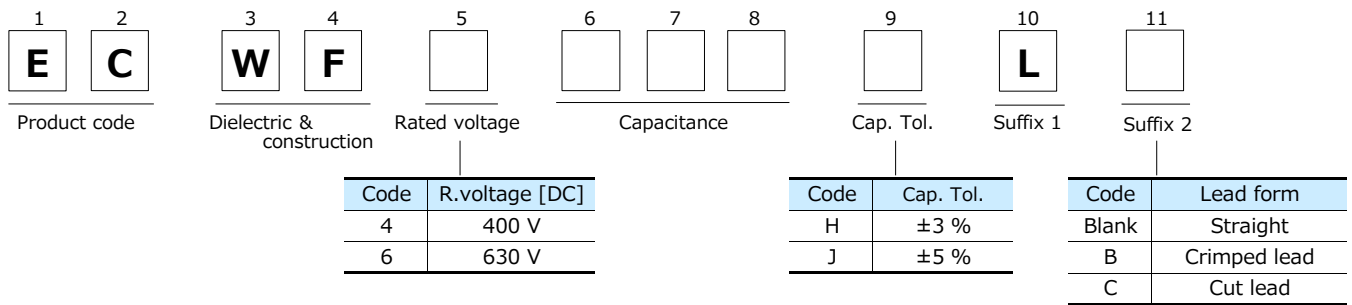 1 2 3 4 5 6 7 8 9 10 11
E C W F L
Product code Dielectric & construction Rated voltage Capacitance Cap. Tol. Suffix 1 Suffix 2
Code R.voltage [DC]
4 400 V
6 630 V
Code Cap. Tol.
H ±3 %
J ±5 %
Code Lead form
Blank Straight
B Crimped lead
C Cut lead